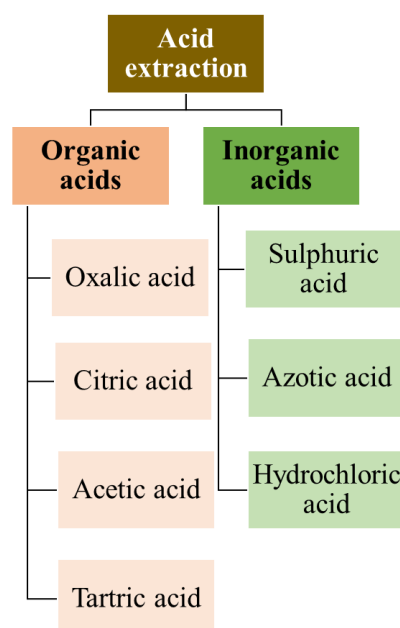 Acid
extraction
Organic
acids
Inorganic
acids
Oxalic acid
Citric acid
Acetic acid
Tartric acid
Sulphuric
acid
Azotic acid
Hydrochloric
acid